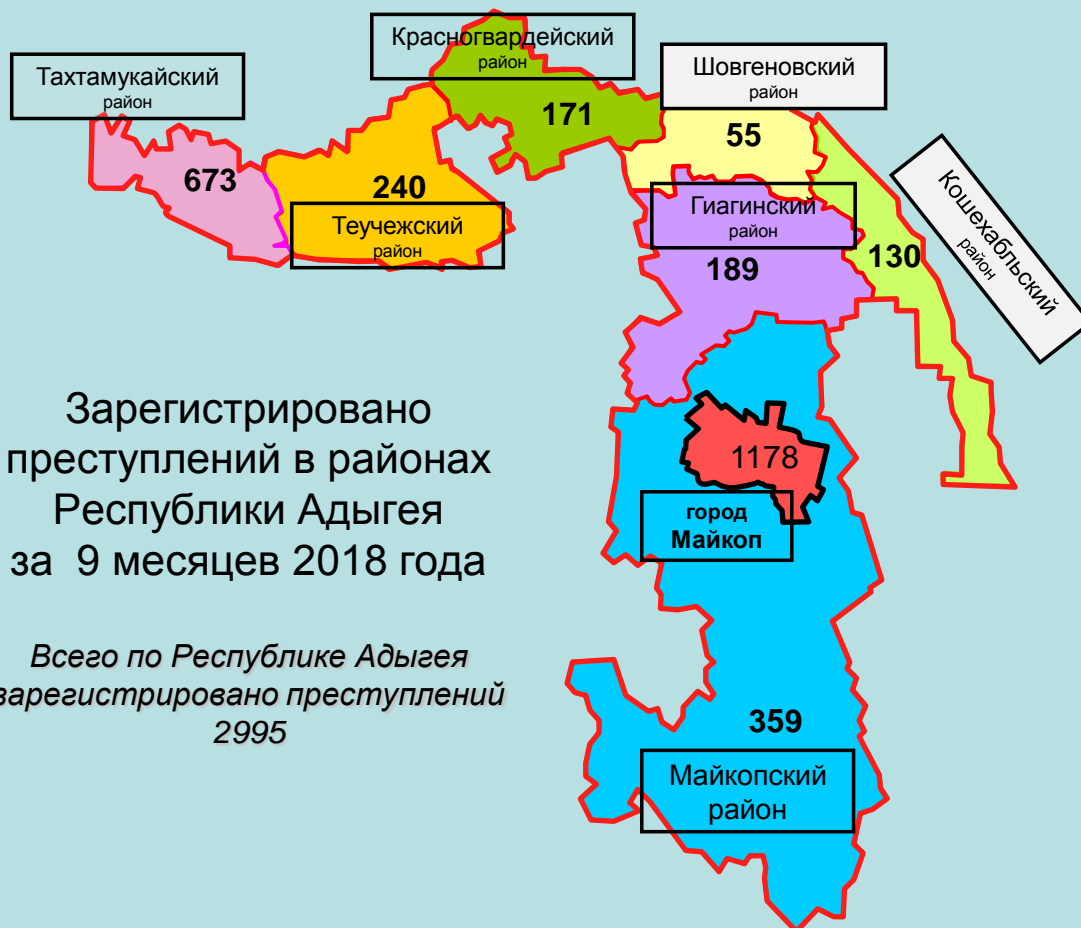 Красногвардейский
район
Тахтамукайский
район
Шовгеновский
район
171
55
673
240
Теучежский
район
Гиагинский
район
189
130
Кошехабльский
район
Зарегистрировано
преступлений в районах
Республики Адыгея
за 9 месяцев 2018 года
1178
город
Майкоп
Всего по Республике Адыгея
зарегистрировано преступлений
2995
359
Майкопский
район